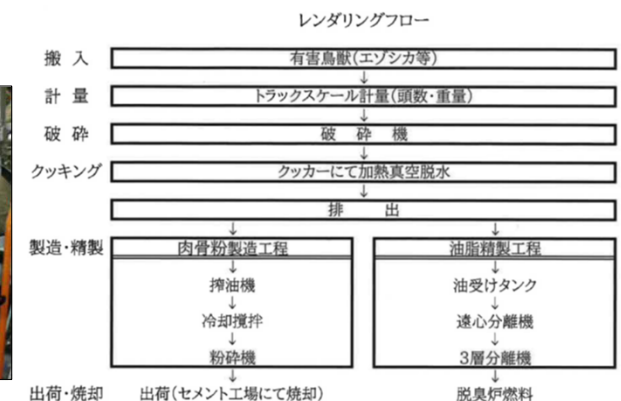 レンダリングフロー
搬 入 有害鳥獣(エゾシカ等)
↓
計 量 トラックスケール計量(頭数・重量)
↓
破 砕 破 砕 機
↓
クッキング クッカーにて加熱真空脱水
↓
排 出
↓ ↓
製造・精製 肉骨粉製造工程 油脂精製工程
↓ ↓
搾油機 油受けタンク
↓ ↓
冷却攪拌 遠心分離機
↓ ↓
粉砕機 3層分離機
↓ ↓
出荷・焼却 出荷(セメント工場にて焼却) 脱臭炉燃料